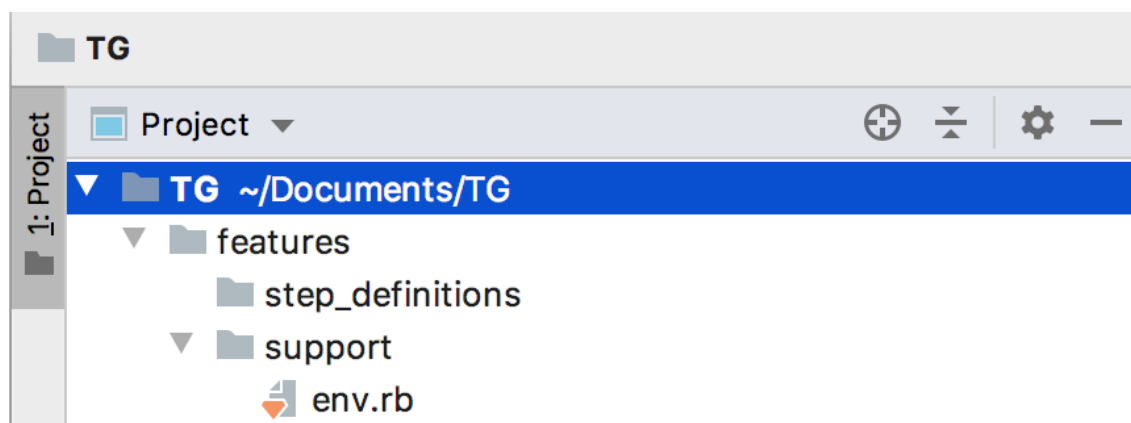 TG
1: Project
Project
TG ~/Documents/TG
features
step_definitions
support
env.rb